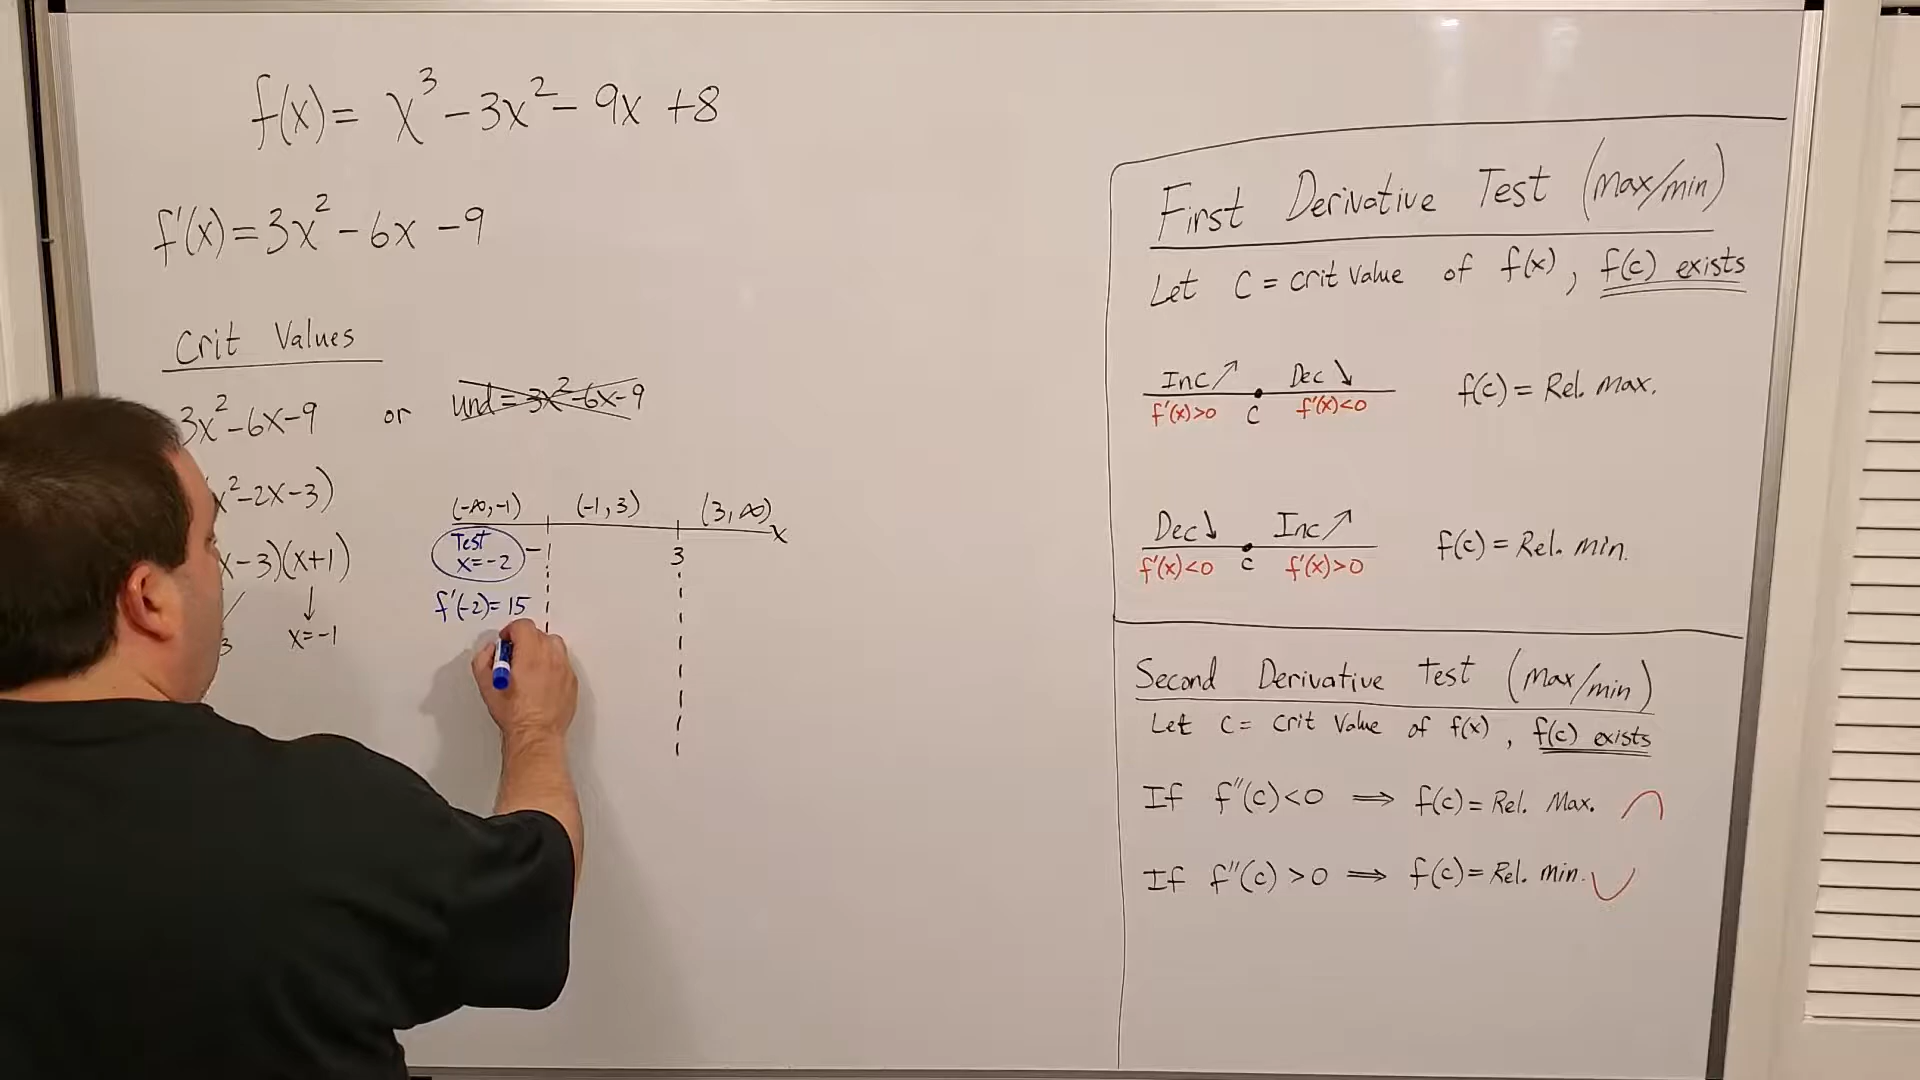 f(x) = x³ - 3x² - 9x + 8
f'(x) = 3x² - 6x - 9
Crit Values
3x² - 6x - 9 or und = 3x² - 6x - 9
x² - 2x - 3)
x - 3)(x + 1)
3 x = -1
(-∞, -1) (-1, 3) (3, ∞)
x
Test
x = -2
3
f'(-2) = 15
First Derivative Test (max/min)
Let C = crit value of f(x), f(c) exists
Inc ↗ Dec ↘ f(c) = Rel. max.
f'(x)>0 c f'(x)<0
Dec ↘ Inc ↗ f(c) = Rel. min.
f'(x)<0 c f'(x)>0
Second Derivative Test (max/min)
Let C = crit value of f(x), f(c) exists
If f''(c) < 0 ⟹ f(c) = Rel. Max.
If f''(c) > 0 ⟹ f(c) = Rel. min.